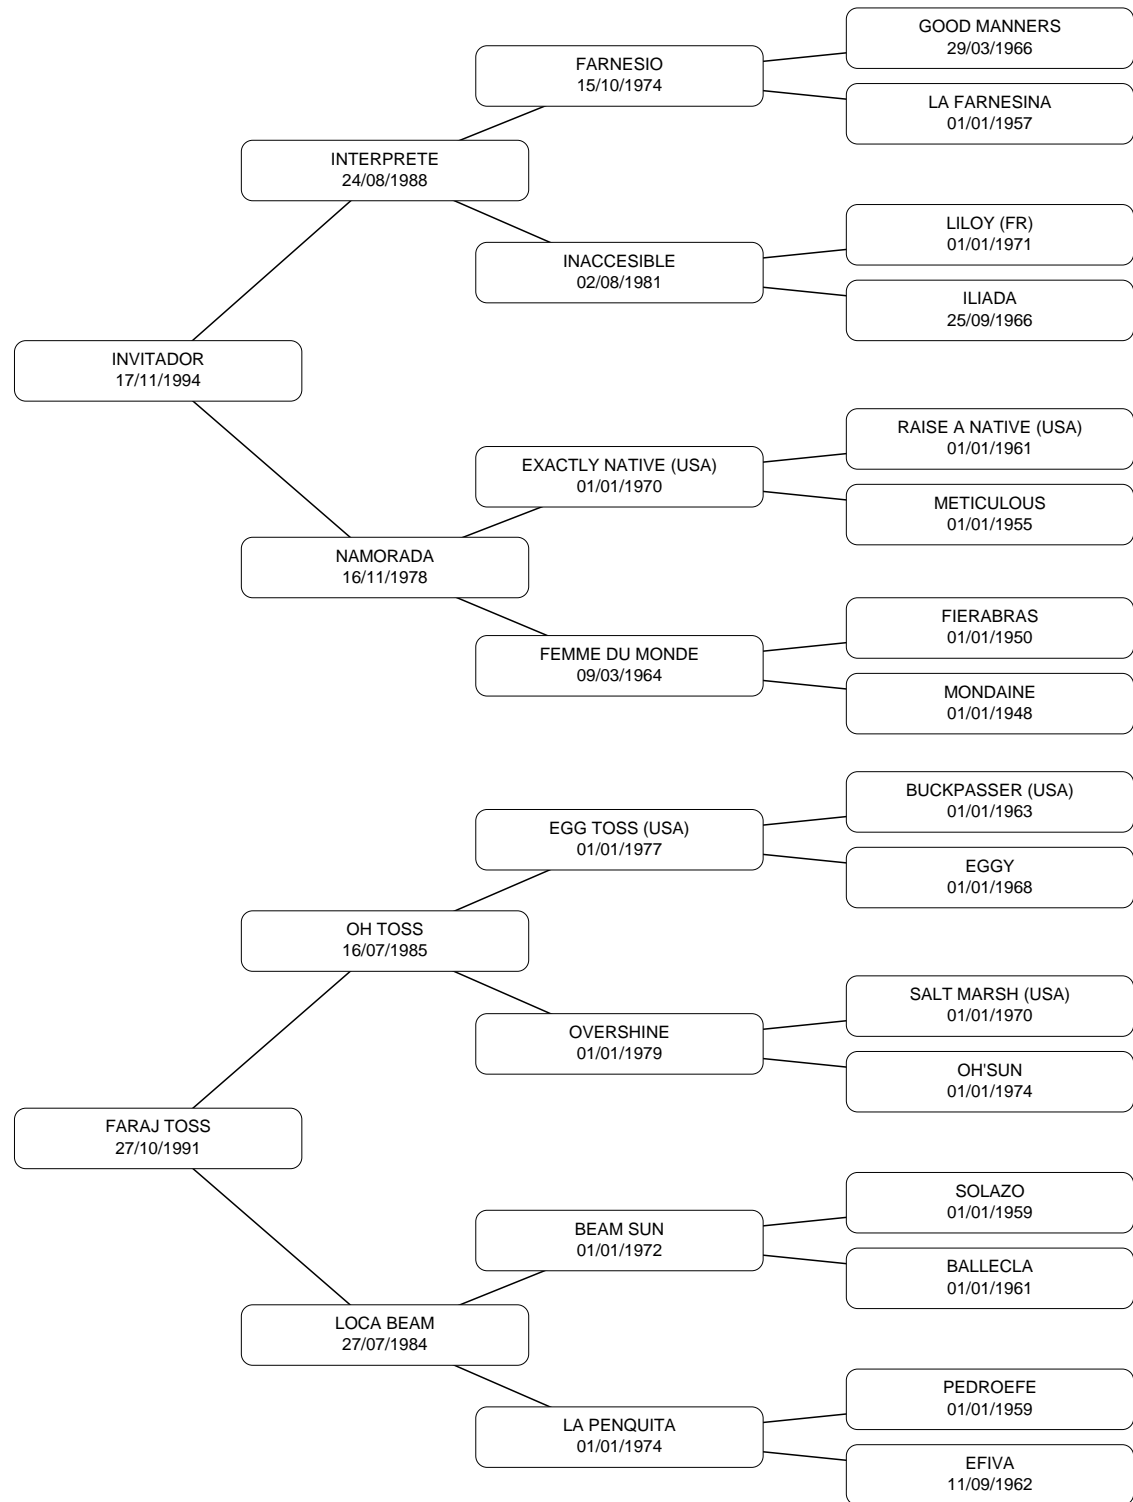 GOOD MANNERS
29/03/1966
FARNESIO
15/10/1974
LA FARNESINA
01/01/1957
INTERPRETE
24/08/1988
LILOY (FR)
01/01/1971
INACCESIBLE
02/08/1981
ILIADA
25/09/1966
INVITADOR
17/11/1994
RAISE A NATIVE (USA)
01/01/1961
EXACTLY NATIVE (USA)
01/01/1970
METICULOUS
01/01/1955
NAMORADA
16/11/1978
FIERABRAS
01/01/1950
FEMME DU MONDE
09/03/1964
MONDAINE
01/01/1948
BUCKPASSER (USA)
01/01/1963
EGG TOSS (USA)
01/01/1977
EGGY
01/01/1968
OH TOSS
16/07/1985
SALT MARSH (USA)
01/01/1970
OVERSHINE
01/01/1979
OH'SUN
01/01/1974
FARAJ TOSS
27/10/1991
SOLAZO
01/01/1959
BEAM SUN
01/01/1972
BALLECLA
01/01/1961
LOCA BEAM
27/07/1984
PEDROEFE
01/01/1959
LA PENQUITA
01/01/1974
EFIVA
11/09/1962